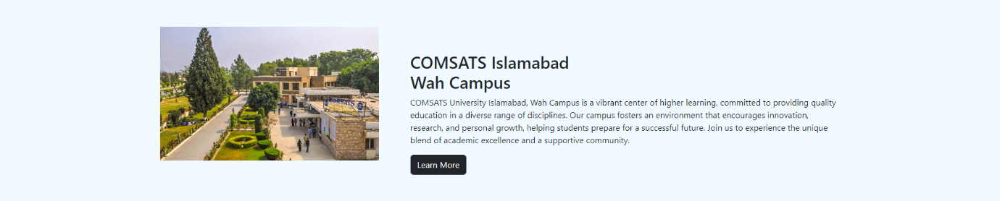 COMSATS
COMSATS Islamabad
Wah Campus
COMSATS University Islamabad, Wah Campus is a vibrant center of higher learning, committed to providing quality
education in a diverse range of disciplines. Our campus fosters an environment that encourages innovation,
research, and personal growth, helping students prepare for a successful future. Join us to experience the unique
blend of academic excellence and a supportive community.
Learn More